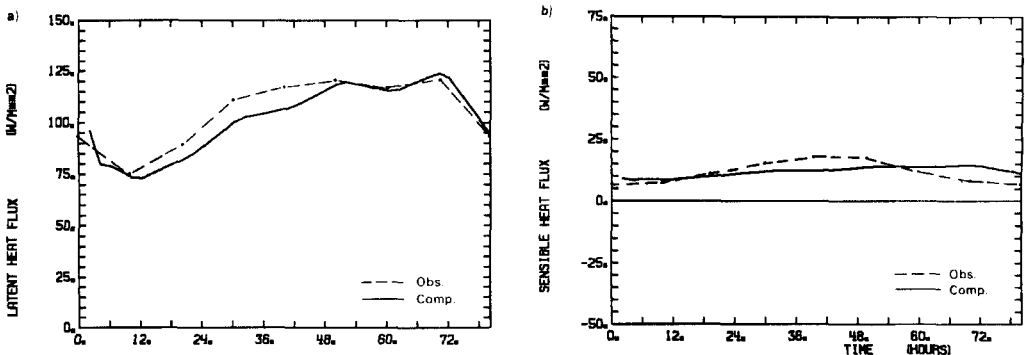 a)
150.
125.
100.
75.
50.
25.
0.
LATENT HEAT FLUX (W/M**2)
0. 12. 24. 36. 48. 60. 72.
Obs.
Comp.
b)
75.
50.
25.
0.
-25.
-50.
SENSIBLE HEAT FLUX (W/M**2)
0. 12. 24. 36. 48. 60. 72.
TIME (HOURS)
Obs.
Comp.